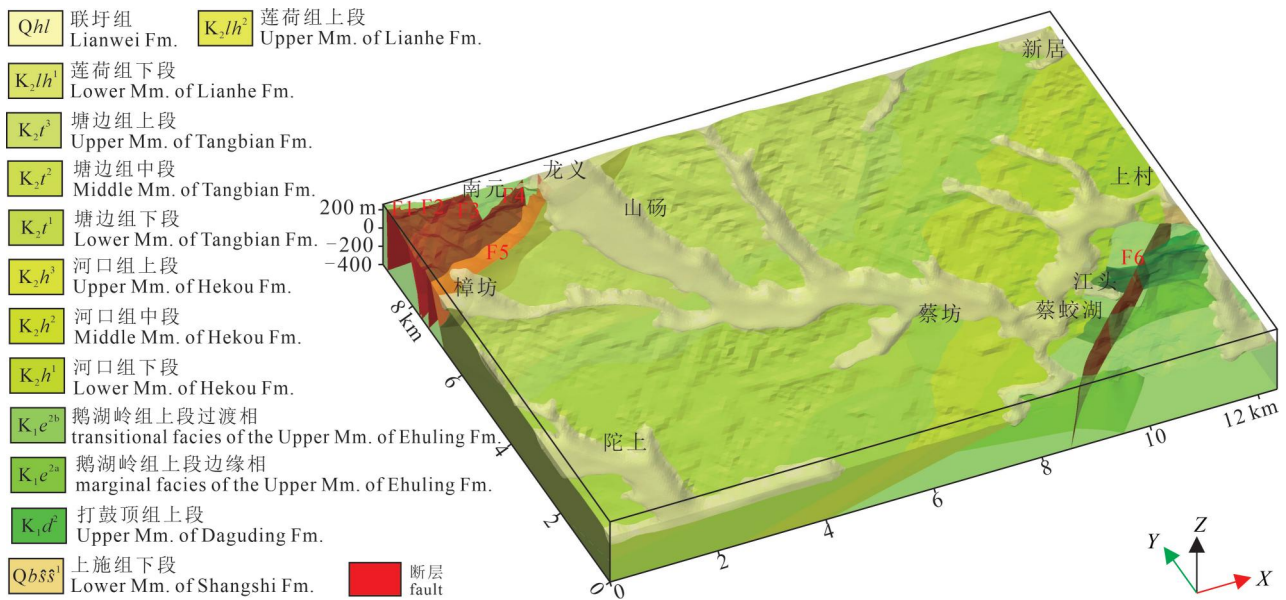 Qhl
联圩组
Lianwei Fm.
K₂lh²
莲荷组上段
Upper Mm. of Lianhe Fm.
K₂lh¹
莲荷组下段
Lower Mm. of Lianhe Fm.
K₂t³
塘边组上段
Upper Mm. of Tangbian Fm.
K₂t²
塘边组中段
Middle Mm. of Tangbian Fm.
K₂t¹
塘边组下段
Lower Mm. of Tangbian Fm.
K₂h³
河口组上段
Upper Mm. of Hekou Fm.
K₂h²
河口组中段
Middle Mm. of Hekou Fm.
K₂h¹
河口组下段
Lower Mm. of Hekou Fm.
K₁e²ᵇ
鹅湖岭组上段过渡相
transitional facies of the Upper Mm. of Ehuling Fm.
K₁e²ᵃ
鹅湖岭组上段边缘相
marginal facies of the Upper Mm. of Ehuling Fm.
K₁d²
打鼓顶组上段
Upper Mm. of Daguding Fm.
Qbŝŝ¹
上施组下段
Lower Mm. of Shangshi Fm.
断层
fault
新居
龙义
南元
上村
山砀
F1
F2
F3
F4
F5
F6
樟坊
江头
蔡坊
蔡蛟湖
陀上
200 m
0
−200
−400
8 km
6
4
2
0
0
2
4
6
8
10
12 km
Z
Y
X